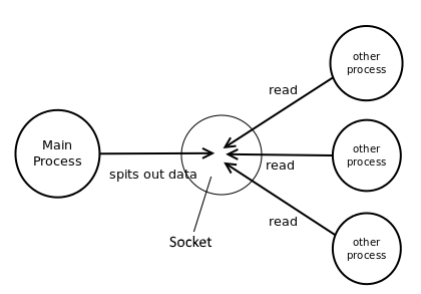 other
process
read
Main
Process
other
process
spits out data
read
Socket
read
other
process